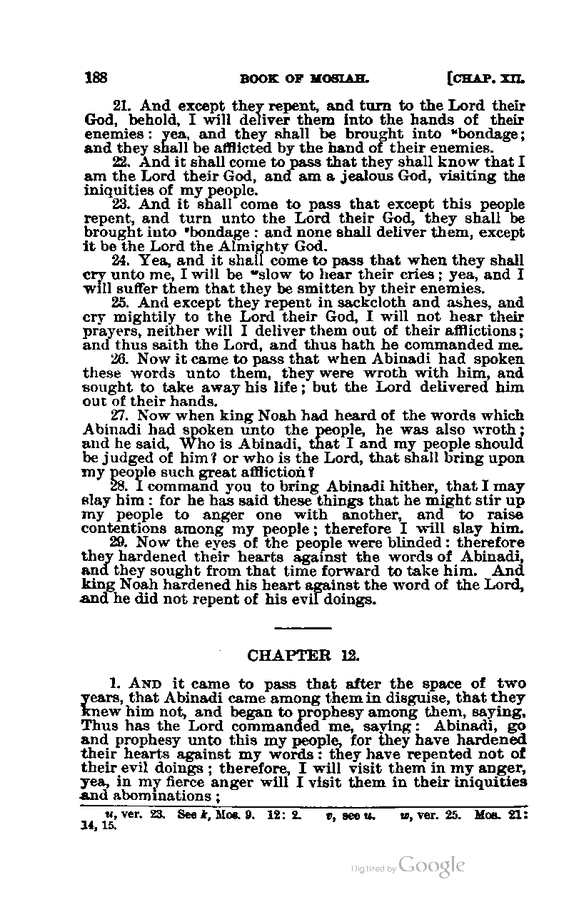 188 BOOK OF MOSIAH. [CHAP. XII.
21. And except they repent, and turn to the Lord their
God, behold, I will deliver them into the hands of their
enemies: yea, and they shall be brought into ᵘbondage;
and they shall be afflicted by the hand of their enemies.
22. And it shall come to pass that they shall know that I
am the Lord their God, and am a jealous God, visiting the
iniquities of my people.
23. And it shall come to pass that except this people
repent, and turn unto the Lord their God, they shall be
brought into ᵛbondage: and none shall deliver them, except
it be the Lord the Almighty God.
24. Yea, and it shall come to pass that when they shall
cry unto me, I will be ʷslow to hear their cries; yea, and I
will suffer them that they be smitten by their enemies.
25. And except they repent in sackcloth and ashes, and
cry mightily to the Lord their God, I will not hear their
prayers, neither will I deliver them out of their afflictions;
and thus saith the Lord, and thus hath he commanded me.
26. Now it came to pass that when Abinadi had spoken
these words unto them, they were wroth with him, and
sought to take away his life; but the Lord delivered him
out of their hands.
27. Now when king Noah had heard of the words which
Abinadi had spoken unto the people, he was also wroth;
and he said, Who is Abinadi, that I and my people should
be judged of him? or who is the Lord, that shall bring upon
my people such great affliction?
28. I command you to bring Abinadi hither, that I may
slay him: for he has said these things that he might stir up
my people to anger one with another, and to raise
contentions among my people; therefore I will slay him.
29. Now the eyes of the people were blinded: therefore
they hardened their hearts against the words of Abinadi,
and they sought from that time forward to take him. And
king Noah hardened his heart against the word of the Lord,
and he did not repent of his evil doings.
CHAPTER 12.
1. AND it came to pass that after the space of two
years, that Abinadi came among them in disguise, that they
knew him not, and began to prophesy among them, saying,
Thus has the Lord commanded me, saying: Abinadi, go
and prophesy unto this my people, for they have hardened
their hearts against my words: they have repented not of
their evil doings; therefore, I will visit them in my anger,
yea, in my fierce anger will I visit them in their iniquities
and abominations;
u, ver. 23. See k, Mos. 9. 12: 2. v, see u. w, ver. 25. Mos. 21:
14, 15.
Digitized by Google